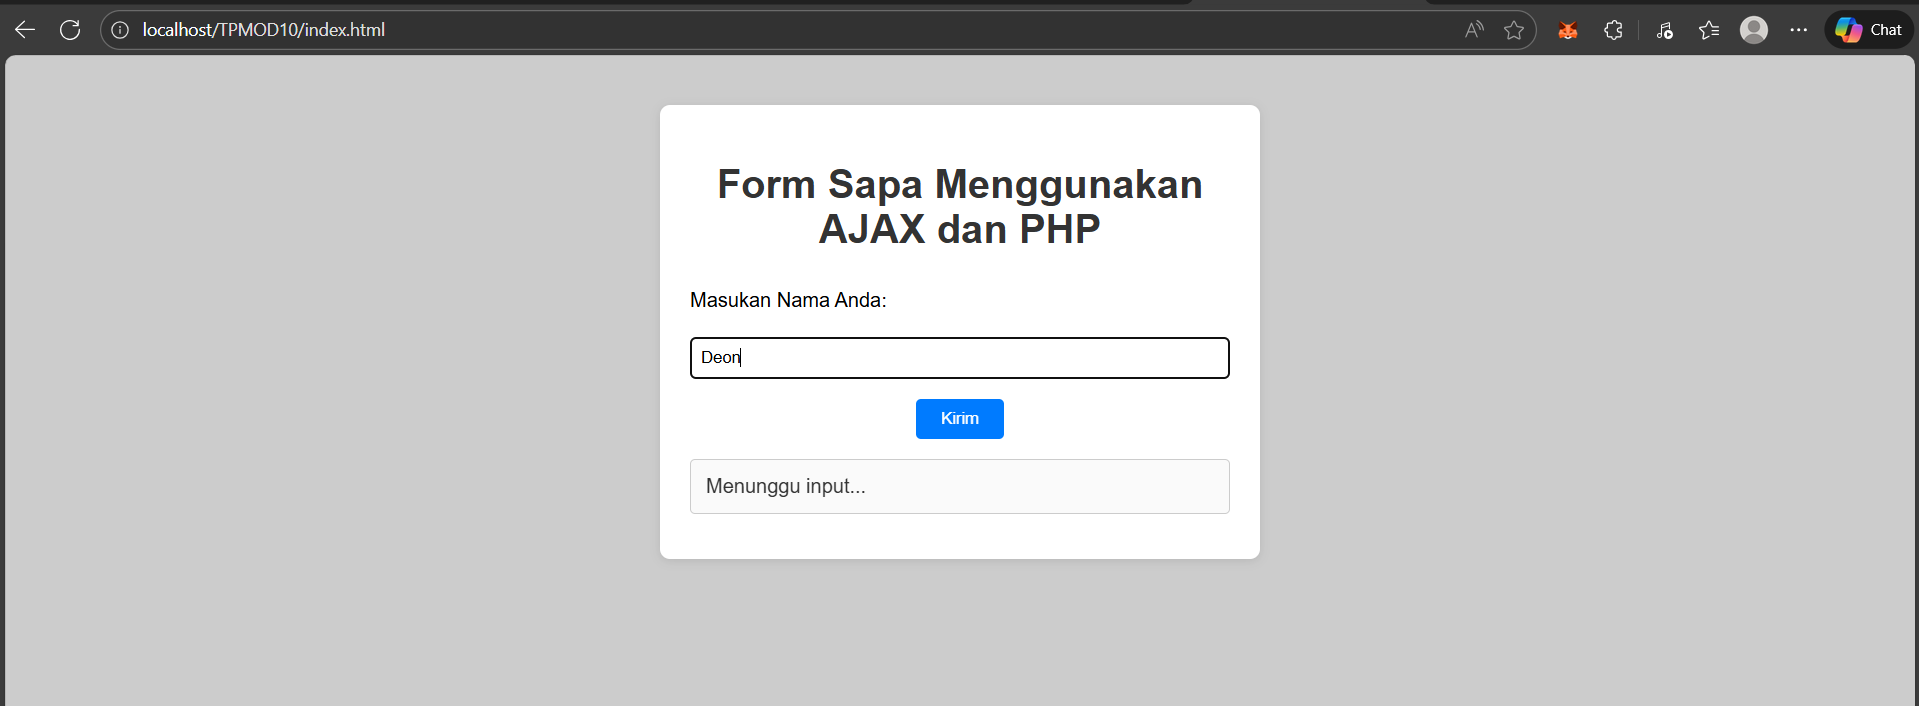 localhost/TPMOD10/index.html
Chat
Form Sapa Menggunakan
AJAX dan PHP
Masukan Nama Anda:
Deon
Kirim
Menunggu input...